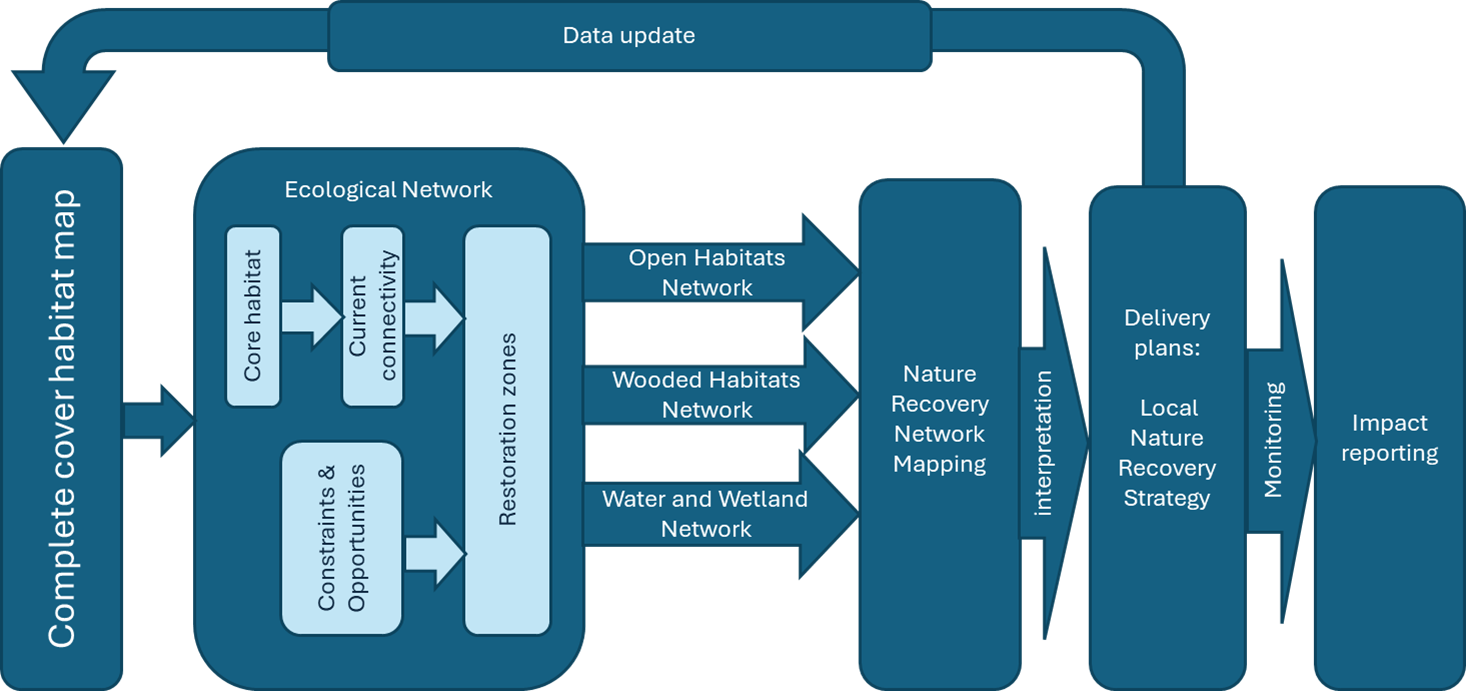 Data update
Complete cover habitat map
Ecological Network
Core habitat
Current
connectivity
Constraints &
Opportunities
Restoration zones
Open Habitats
Network
Wooded Habitats
Network
Water and Wetland
Network
Nature
Recovery
Network
Mapping
interpretation
Delivery
plans:
Local
Nature
Recovery
Strategy
Monitoring
Impact
reporting